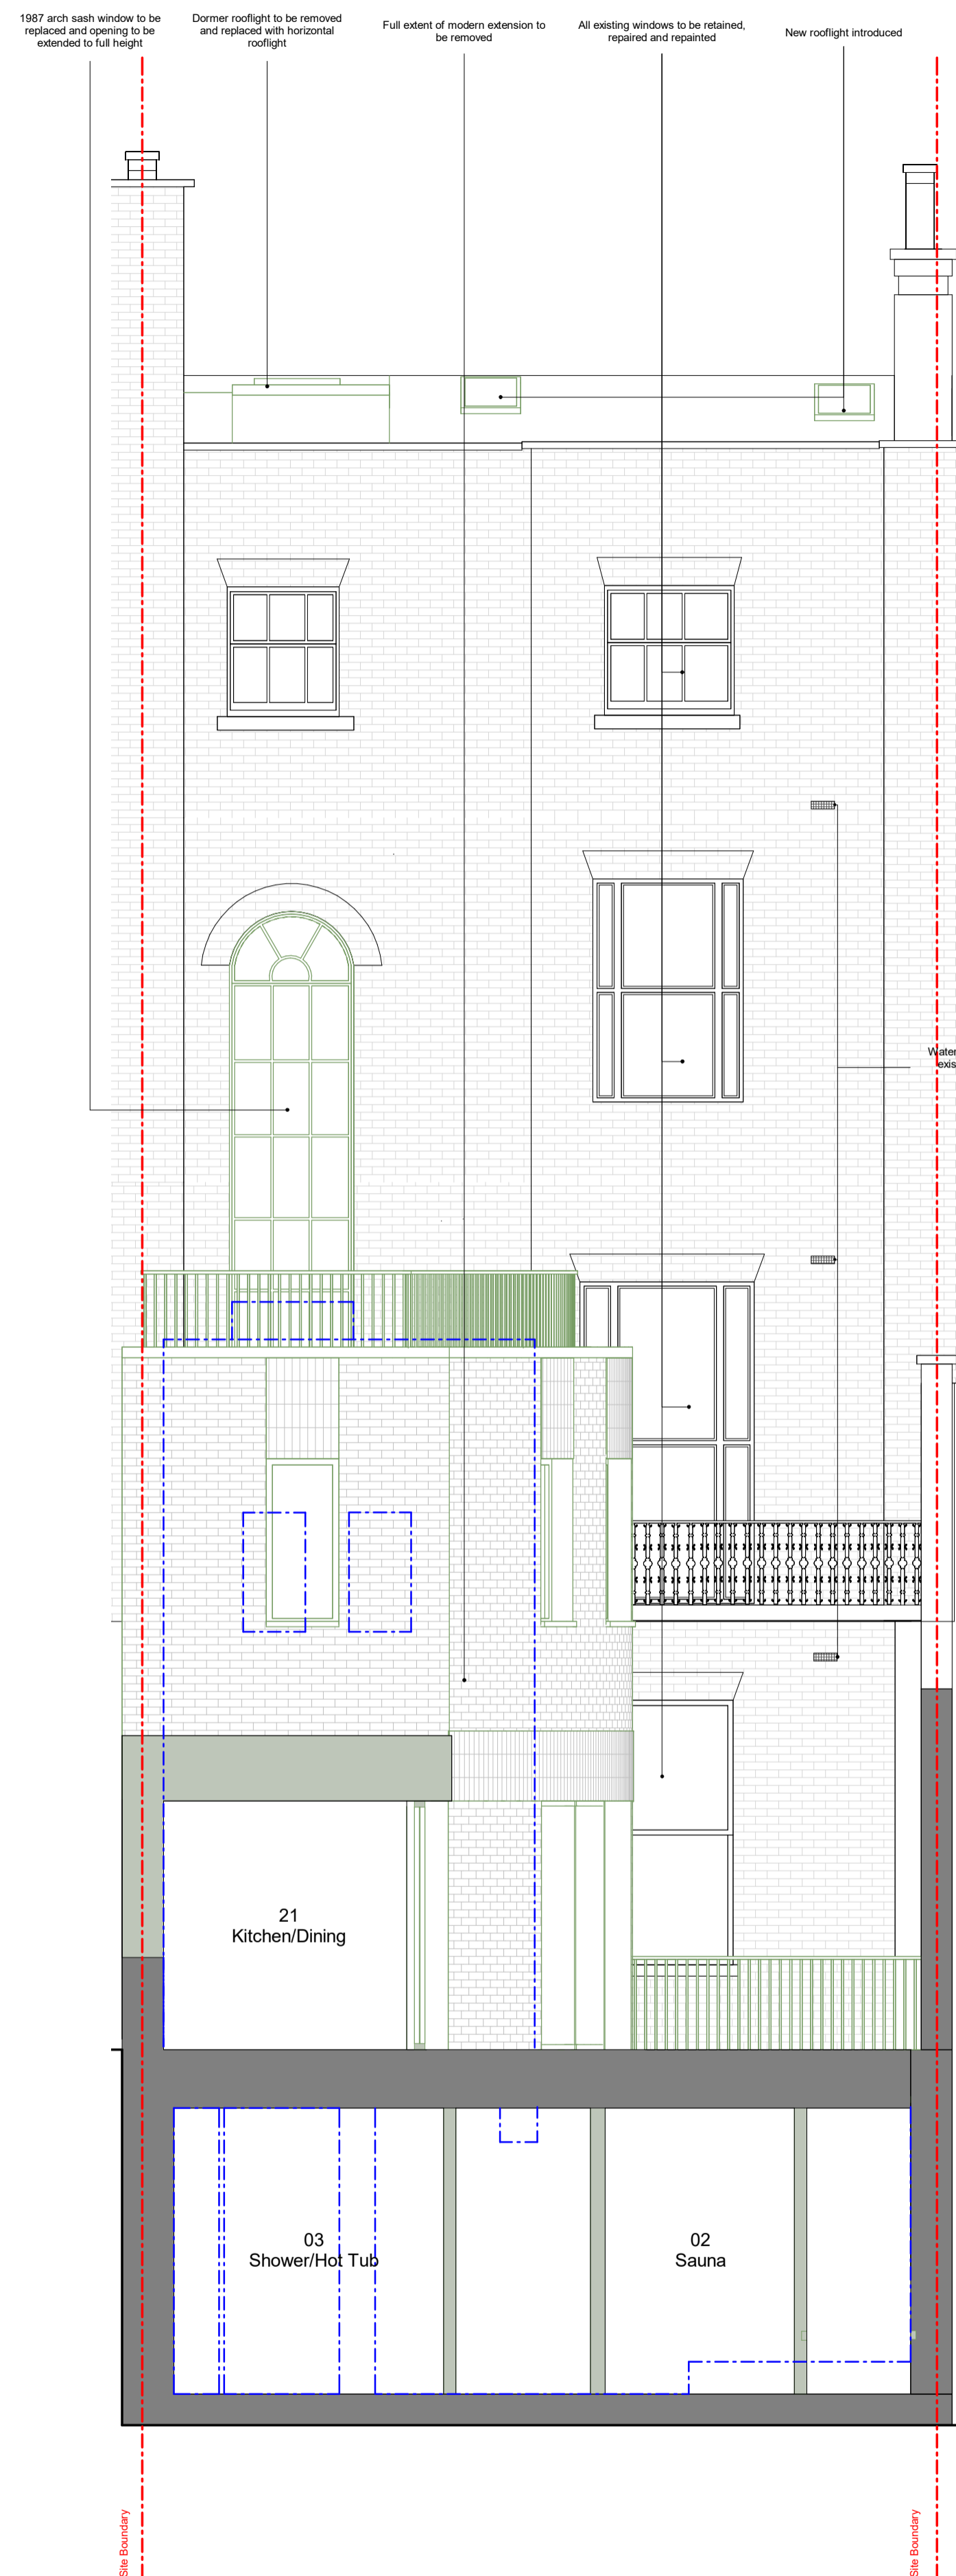 1987 arch sash window to be
replaced and opening to be
extended to full height
Dormer rooflight to be removed
and replaced with horizontal
rooflight
Full extent of modern extension to
be removed
All existing windows to be retained,
repaired and repainted
New rooflight introduced
Water
exis
21
Kitchen/Dining
03
Shower/Hot Tub
02
Sauna
Site Boundary
Site Boundary